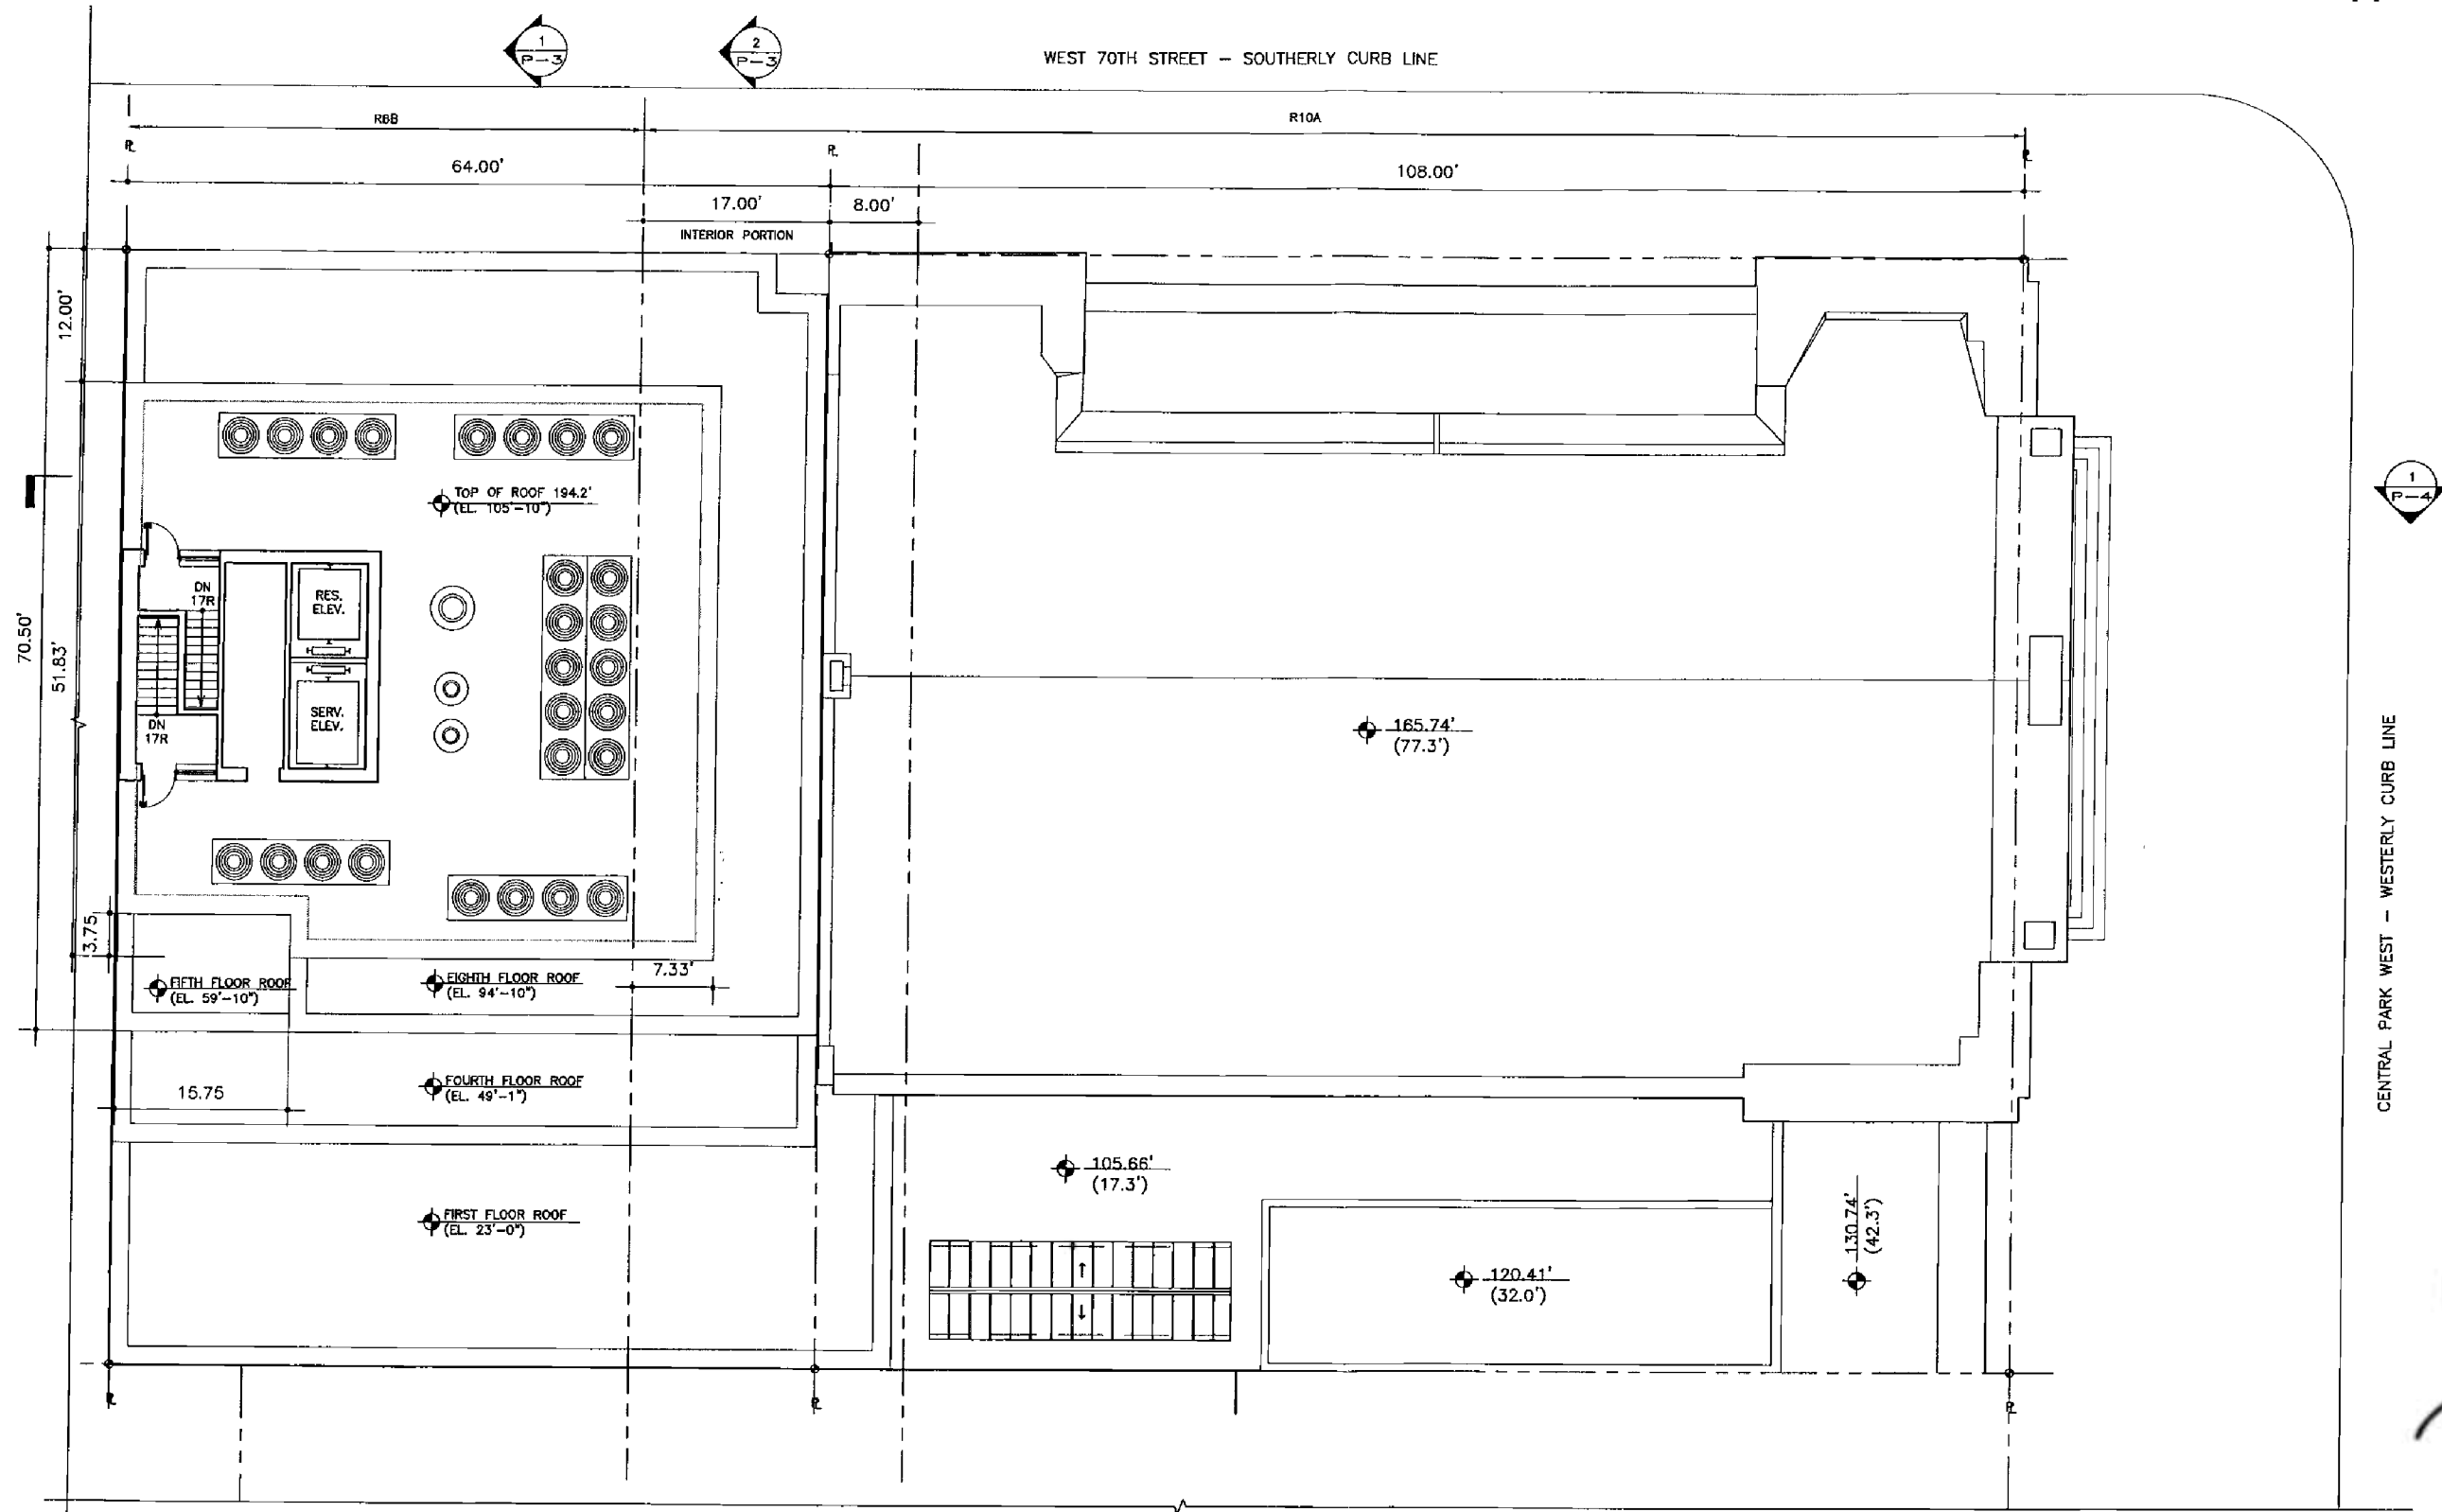 1
P-3
2
P-3
WEST 70TH STREET - SOUTHERLY CURB LINE
R8B
R10A
64.00'
108.00'
17.00'
8.00'
INTERIOR PORTION
12.00'
70.50'
51.83'
TOP OF ROOF 194.2'
(EL. 105'-10")
1
P-4
DN
17R
RES.
ELEV.
SERV.
ELEV.
DN
17R
165.74'
(77.3')
CENTRAL PARK WEST - WESTERLY CURB LINE
3.75
7.33'
FIFTH FLOOR ROOF
(EL. 59'-10")
EIGHTH FLOOR ROOF
(EL. 94'-10")
15.75
FOURTH FLOOR ROOF
(EL. 49'-1")
105.66'
(17.3')
FIRST FLOOR ROOF
(EL. 23'-0")
130.74'
(42.3')
120.41'
(32.0')